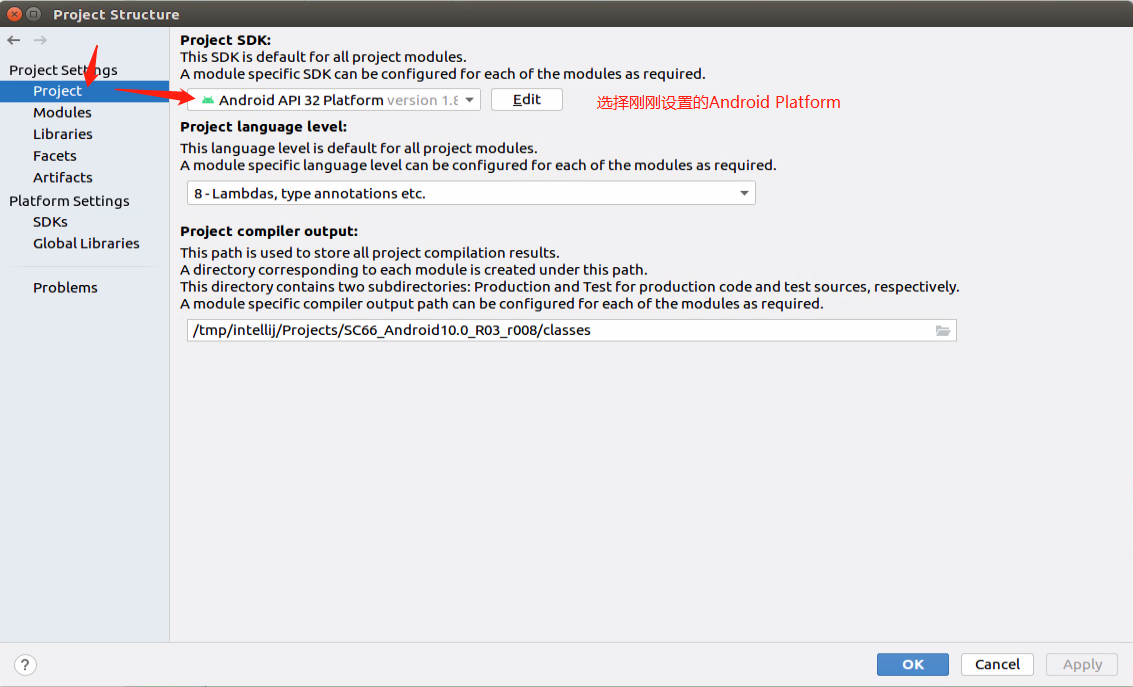 Project Structure
Project Settings
Project
Modules
Libraries
Facets
Artifacts
Platform Settings
SDKs
Global Libraries
Problems
Project SDK:
This SDK is default for all project modules.
A module specific SDK can be configured for each of the modules as required.
Android API 32 Platform version 1.8
Edit
选择刚刚设置的Android Platform
Project language level:
This language level is default for all project modules.
A module specific language level can be configured for each of the modules as required.
8 - Lambdas, type annotations etc.
Project compiler output:
This path is used to store all project compilation results.
A directory corresponding to each module is created under this path.
This directory contains two subdirectories: Production and Test for production code and test sources, respectively.
A module specific compiler output path can be configured for each of the modules as required.
/tmp/intellij/Projects/SC66_Android10.0_R03_r008/classes
?
OK
Cancel
Apply